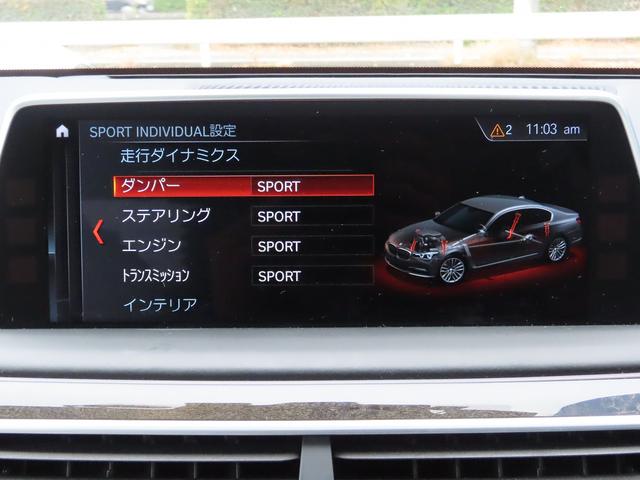 SPORT INDIVIDUAL設定
2 11:03 am
走行ダイナミクス
ダンパー SPORT
ステアリング SPORT
エンジン SPORT
トランスミッション SPORT
インテリア